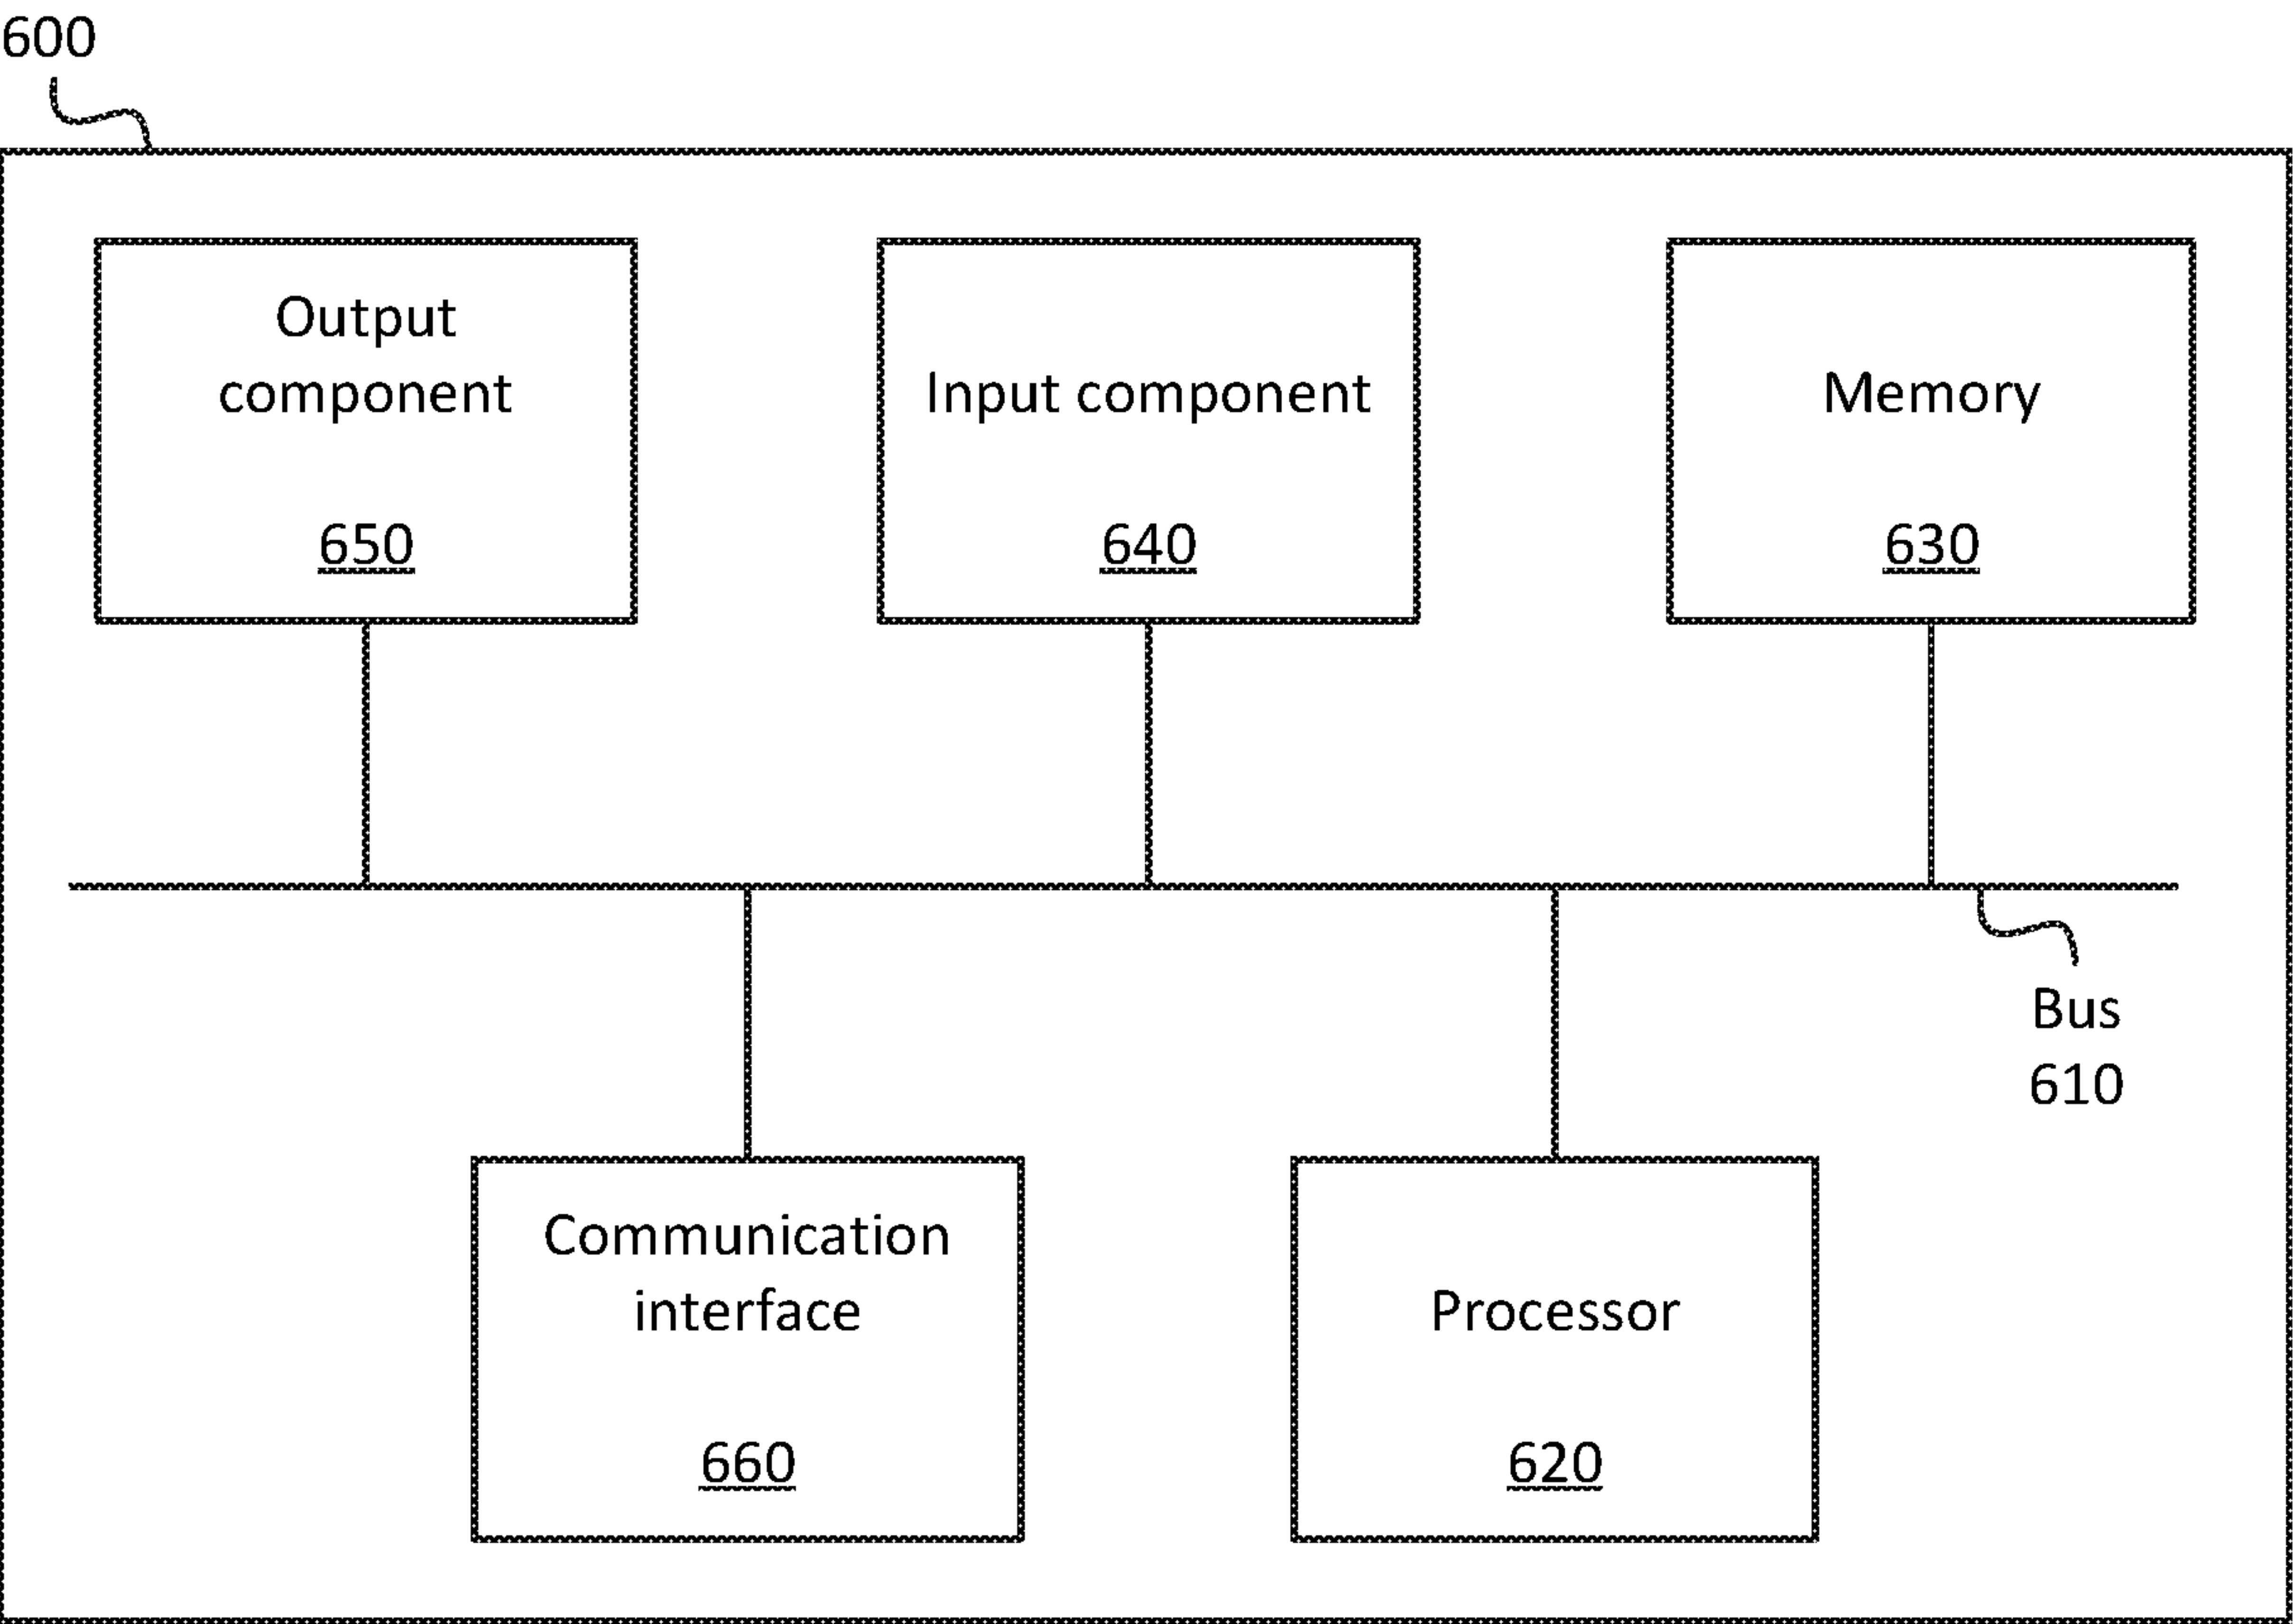 600
Output
component
650
Input component
640
Memory
630
Bus
610
Communication
interface
660
Processor
620